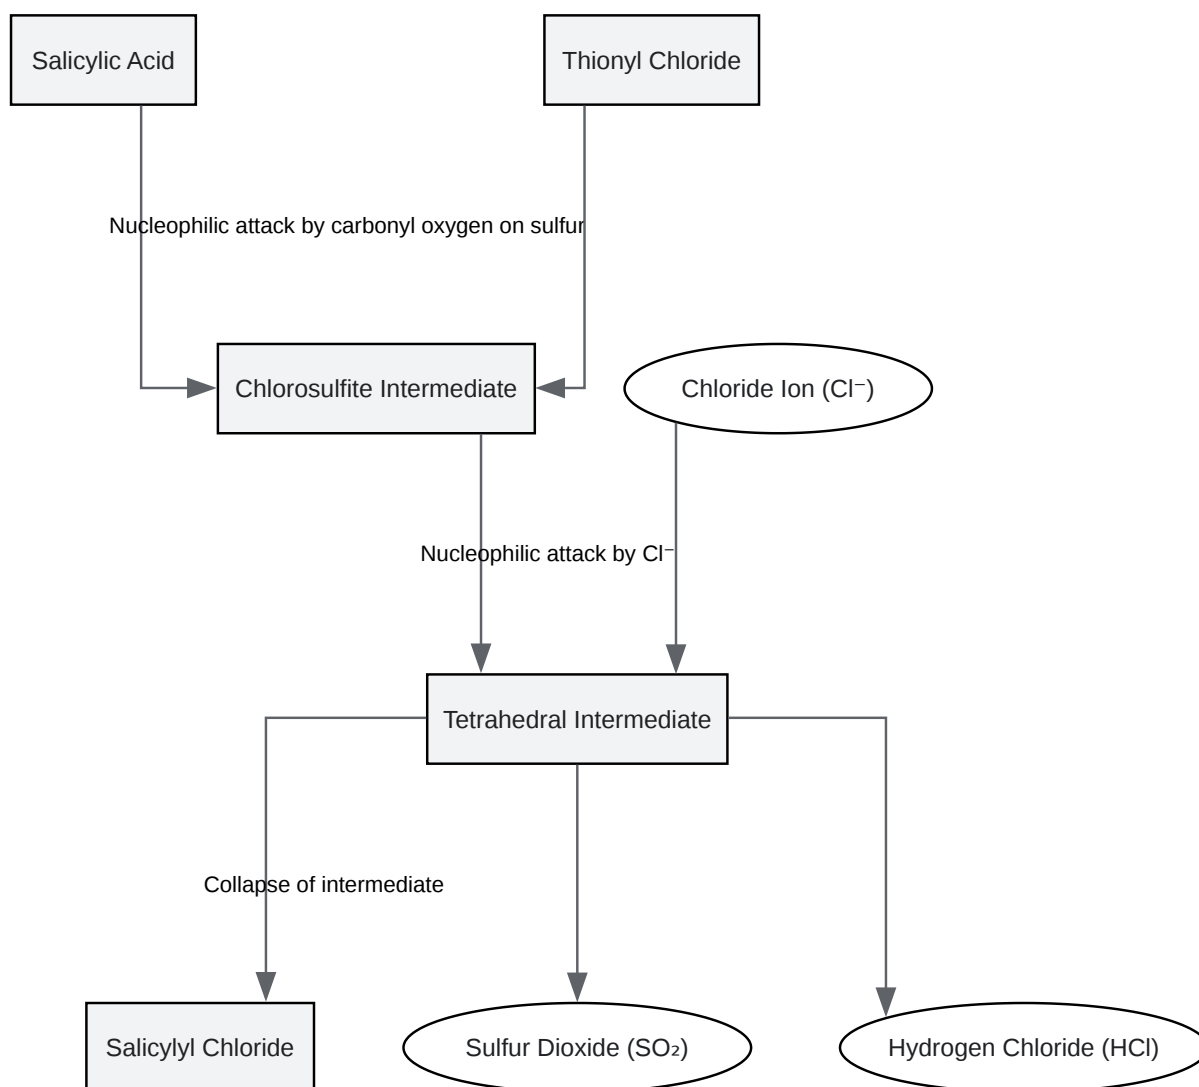 Salicylic Acid
Thionyl Chloride
Nucleophilic attack by carbonyl oxygen on sulfur
Chlorosulfite Intermediate
Chloride Ion (Cl⁻)
Nucleophilic attack by Cl⁻
Tetrahedral Intermediate
Collapse of intermediate
Salicylyl Chloride
Sulfur Dioxide (SO₂)
Hydrogen Chloride (HCl)